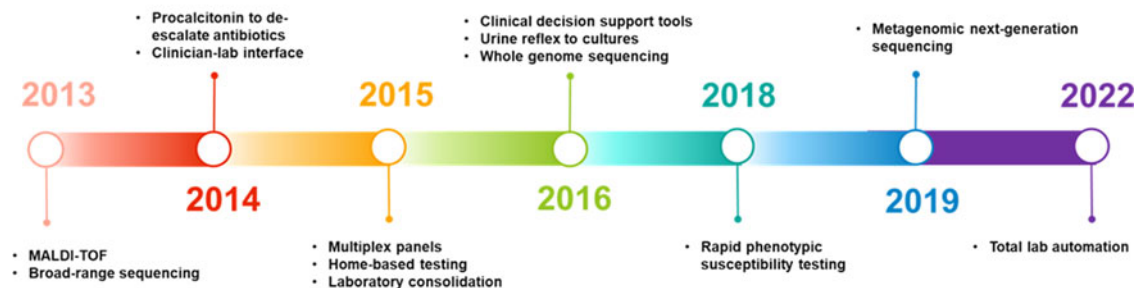 2013
• MALDI-TOF
• Broad-range sequencing
• Procalcitonin to de-
escalate antibiotics
• Clinician-lab interface
2014
2015
• Multiplex panels
• Home-based testing
• Laboratory consolidation
• Clinical decision support tools
• Urine reflex to cultures
• Whole genome sequencing
2016
2018
• Rapid phenotypic
susceptibility testing
• Metagenomic next-generation
sequencing
2019
2022
• Total lab automation